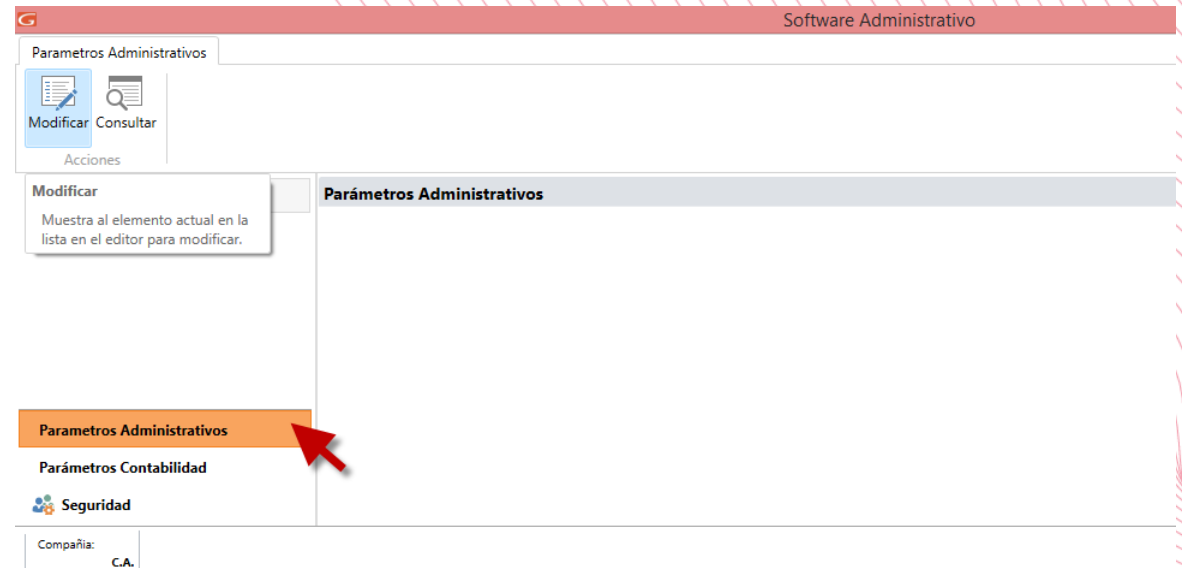 G
Software Administrativo
Parametros Administrativos
Modificar Consultar
Acciones
Modificar
Muestra al elemento actual en la
lista en el editor para modificar.
Parámetros Administrativos
Parametros Administrativos
Parámetros Contabilidad
Seguridad
Compañia:
C.A.